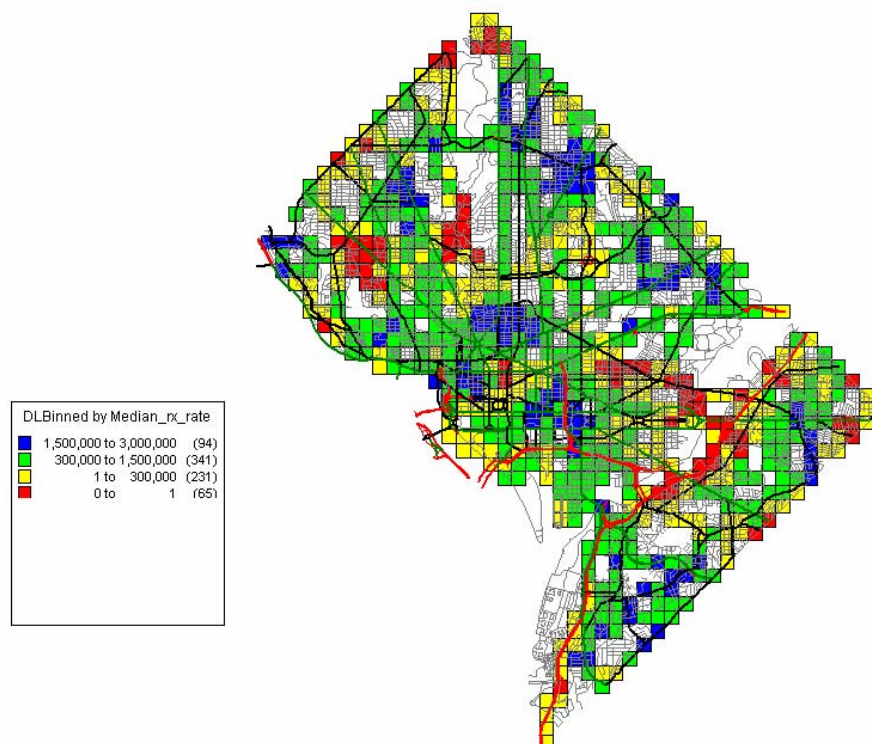 DLBinned by Median_rx_rate
1,500,000 to 3,000,000 (94)
300,000 to 1,500,000 (341)
1 to 300,000 (231)
0 to 1 (65)